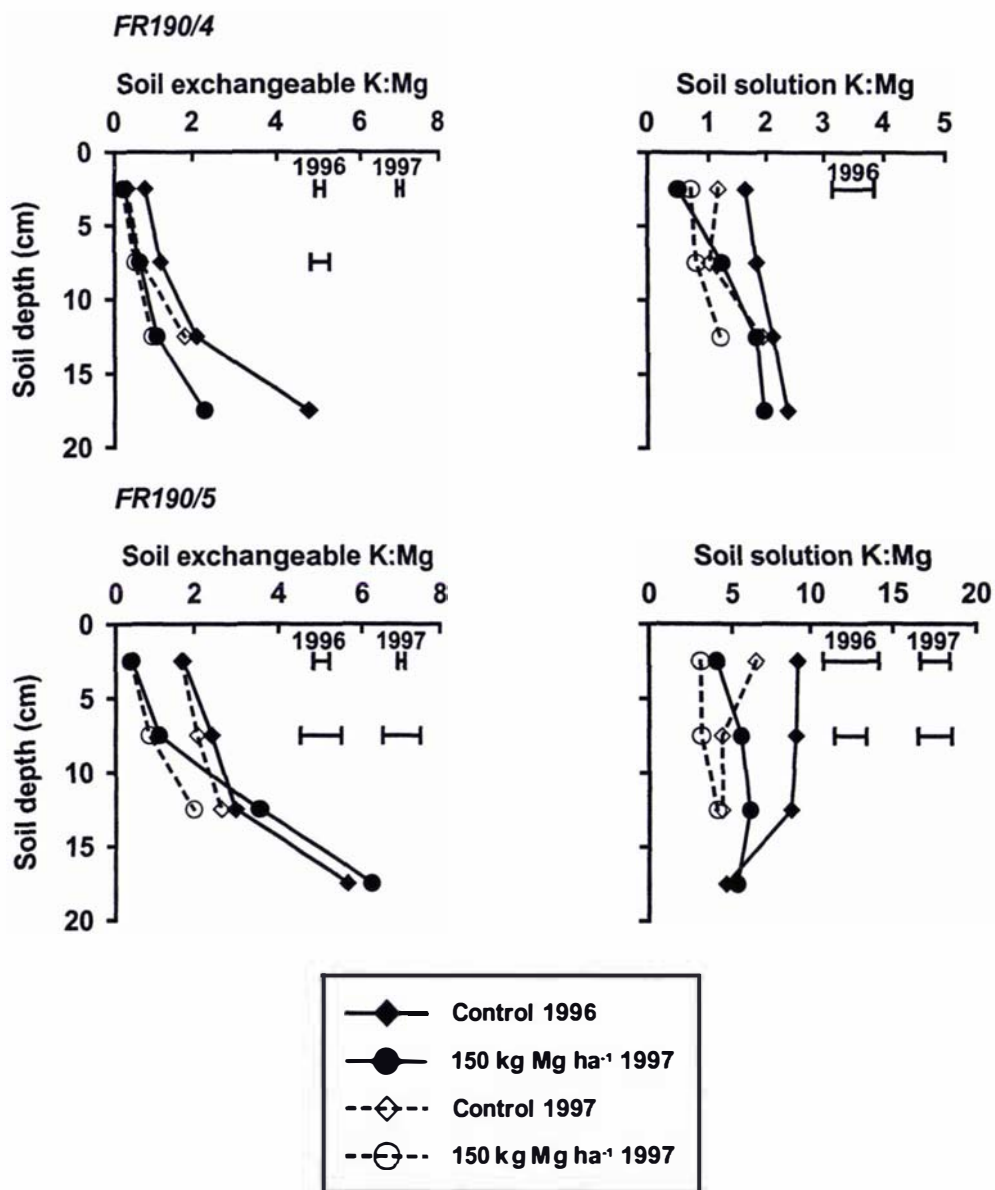 FR190/4
Soil exchangeable K:Mg
0 2 4 6 8
1996 1997
Soil depth (cm)
0
5
10
15
20
Soil solution K:Mg
0 1 2 3 4 5
1996
FR190/5
Soil exchangeable K:Mg
0 2 4 6 8
1996 1997
Soil depth (cm)
0
5
10
15
20
Soil solution K:Mg
0 5 10 15 20
1996 1997
Control 1996
150 kg Mg ha⁻¹ 1997
Control 1997
150 kg Mg ha⁻¹ 1997